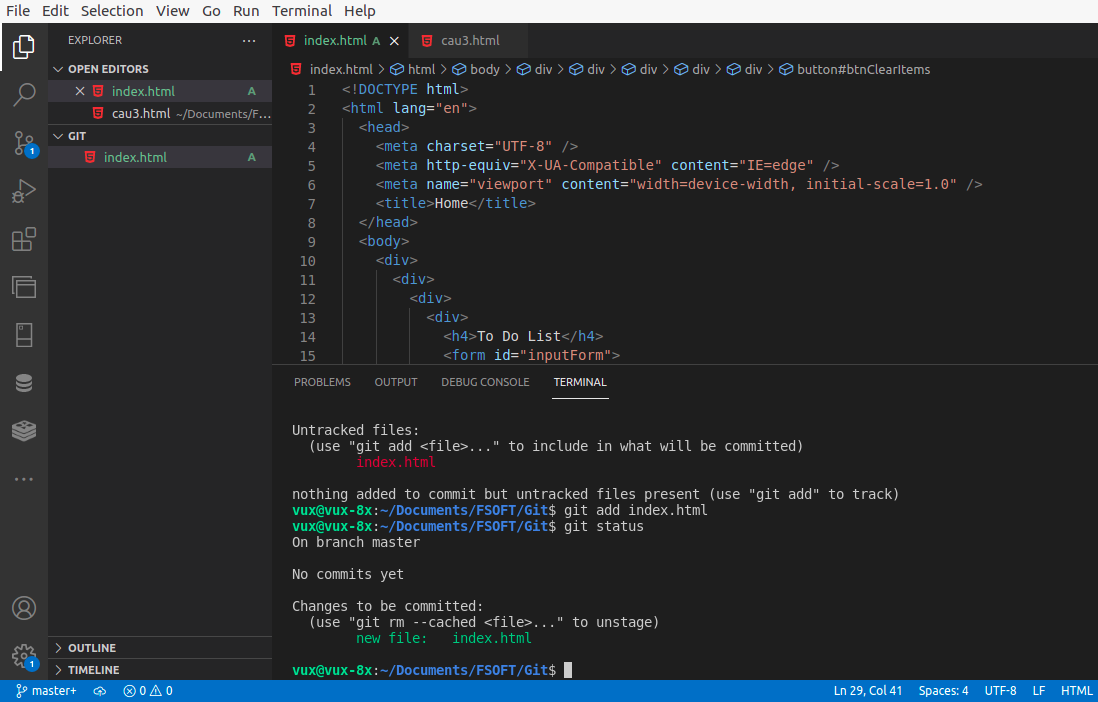 File Edit Selection View Go Run Terminal Help
EXPLORER ...
OPEN EDITORS
index.html A
cau3.html ~/Documents/F...
GIT
index.html A
OUTLINE
TIMELINE
1
1
index.html A
cau3.html
index.html > html > body > div > div > div > div > div > button#btnClearItems
1 <!DOCTYPE html>
2 <html lang="en">
3 <head>
4 <meta charset="UTF-8" />
5 <meta http-equiv="X-UA-Compatible" content="IE=edge" />
6 <meta name="viewport" content="width=device-width, initial-scale=1.0" />
7 <title>Home</title>
8 </head>
9 <body>
10 <div>
11 <div>
12 <div>
13 <div>
14 <h4>To Do List</h4>
15 <form id="inputForm">
PROBLEMS OUTPUT DEBUG CONSOLE TERMINAL
Untracked files:
(use "git add <file>..." to include in what will be committed)
index.html
nothing added to commit but untracked files present (use "git add" to track)
vux@vux-8x:~/Documents/FSOFT/Git$ git add index.html
vux@vux-8x:~/Documents/FSOFT/Git$ git status
On branch master
No commits yet
Changes to be committed:
(use "git rm --cached <file>..." to unstage)
new file: index.html
vux@vux-8x:~/Documents/FSOFT/Git$
master+ 0 0 Ln 29, Col 41 Spaces: 4 UTF-8 LF HTML